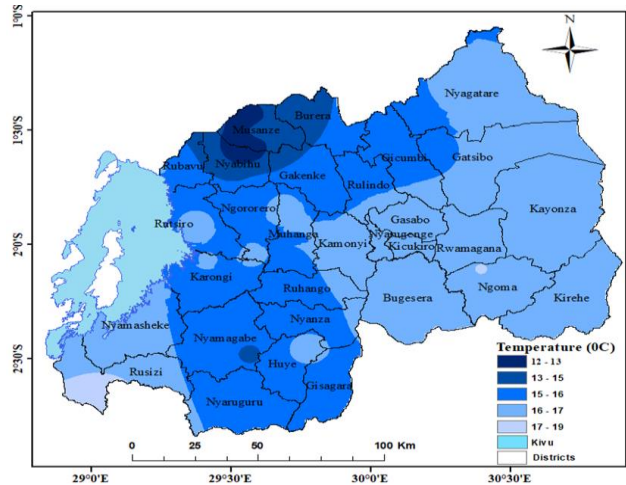 1°0'S
N
Nyagatare
1°30'S
Burera
Musanze
Nyabihu
Rubavu
Gicumbi
Gatsibo
Gakenke
Rulindo
Ngororero
Kayonza
Rutsiro
Gasabo
Muhanga
Nyarugenge
2°0'S
Kamonyi
Kicukiro
Rwamagana
Karongi
Ruhango
Ngoma
Bugesera
Kirehe
Nyamasheke
Nyanza
Nyamagabe
2°30'S
Huye
Rusizi
Gisagara
Nyaruguru
Temperature (0C)
12 - 13
13 - 15
15 - 16
16 - 17
17 - 19
Kivu
Districts
0 25 50 100 Km
29°0'E 29°30'E 30°0'E 30°30'E